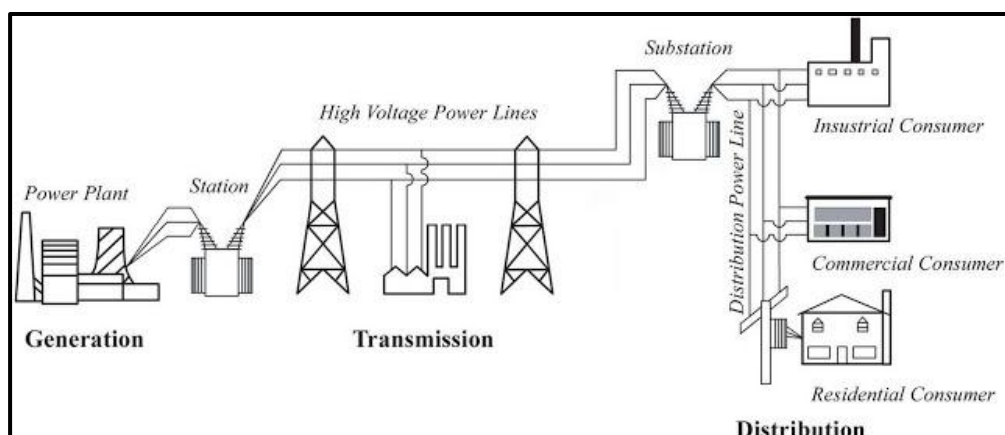 Substation
High Voltage Power Lines
Insustrial Consumer
Power Plant
Station
Distribution Power Line
Commercial Consumer
Generation
Transmission
Residential Consumer
Distribution